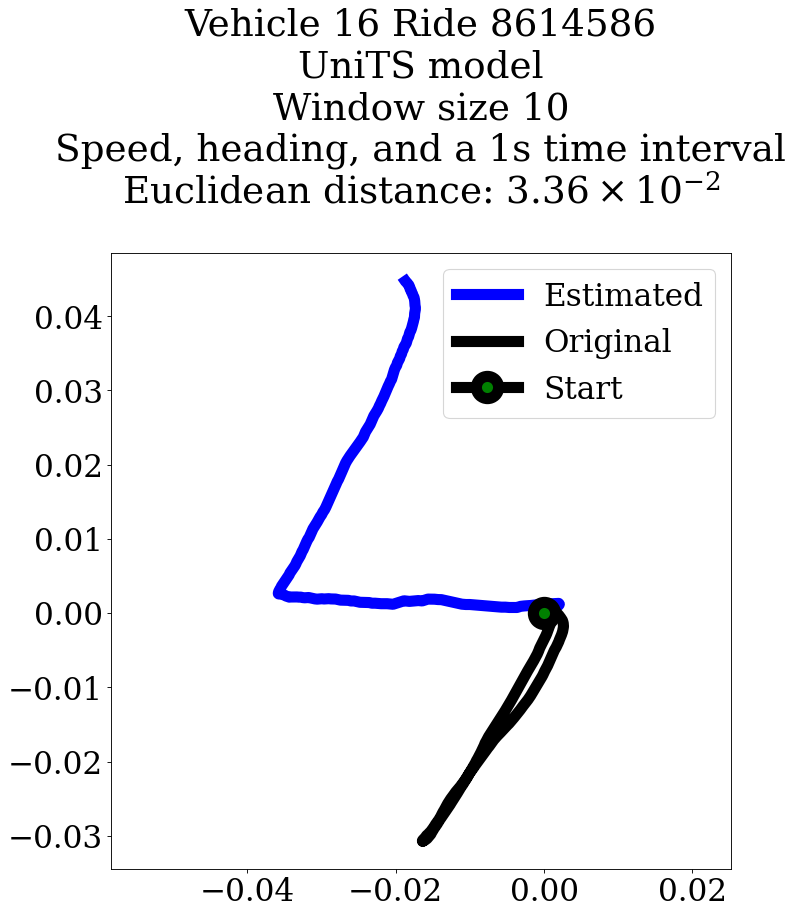 Vehicle 16 Ride 8614586
UniTS model
Window size 10
Speed, heading, and a 1s time interval
Euclidean distance: 3.36 × 10⁻²
Estimated
Original
Start
0.04
0.03
0.02
0.01
0.00
−0.01
−0.02
−0.03
−0.04 −0.02 0.00 0.02